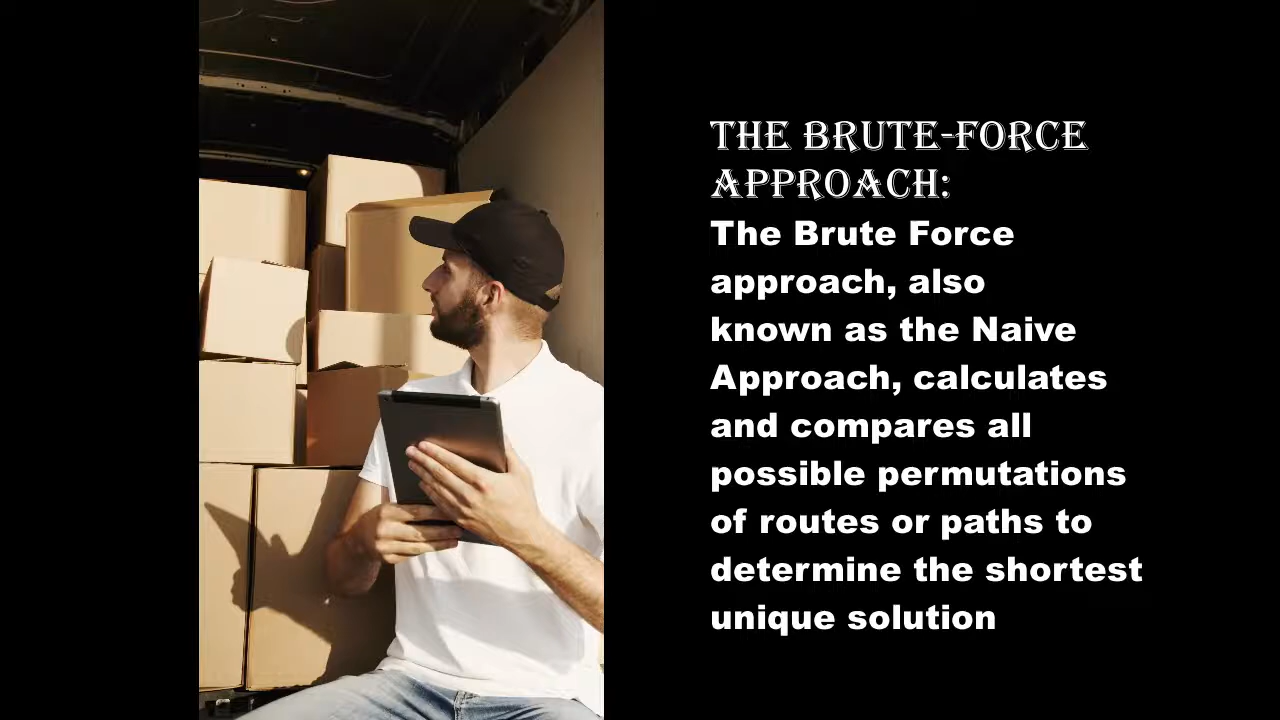 THE BRUTE-FORCE
APPROACH:
The Brute Force
approach, also
known as the Naive
Approach, calculates
and compares all
possible permutations
of routes or paths to
determine the shortest
unique solution